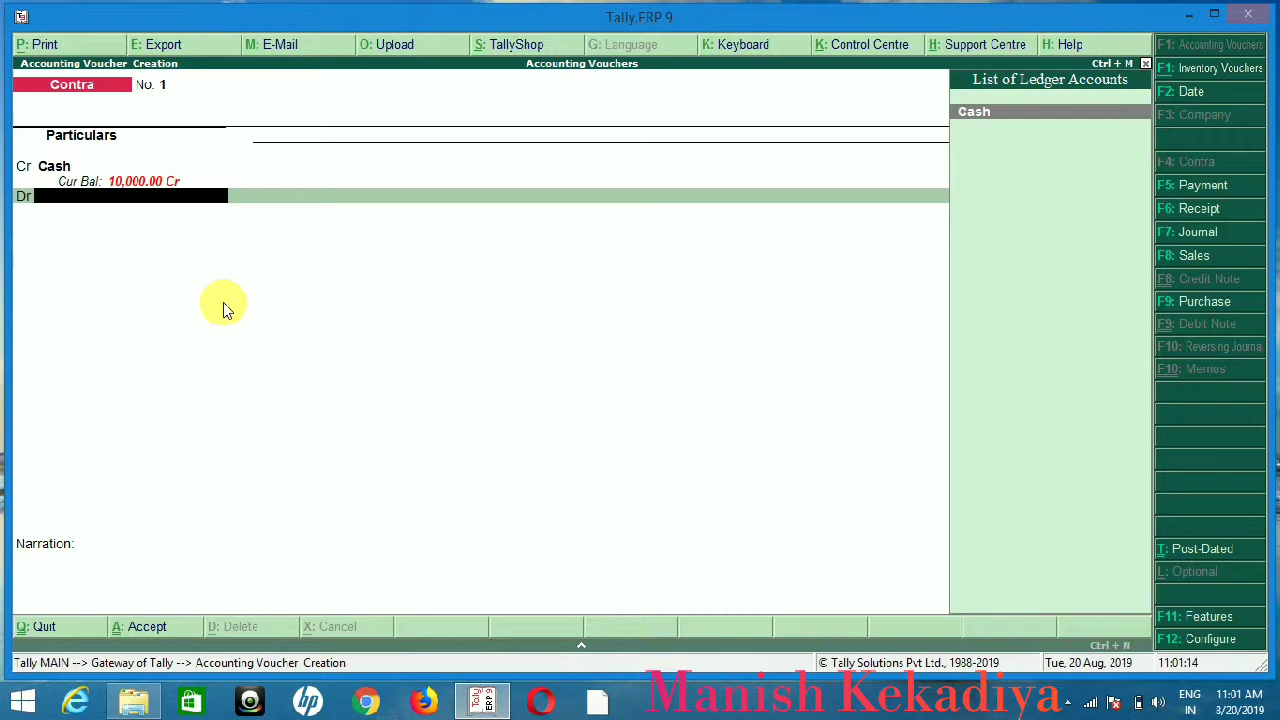 Tally.ERP 9
P: Print E: Export M: E-Mail O: Upload S: TallyShop G: Language K: Keyboard K: Control Centre H: Support Centre H: Help
Accounting Voucher Creation Accounting Vouchers Ctrl + M
Contra No. 1
Particulars
Cr Cash
Cur Bal: 10,000.00 Cr
Dr
Narration:
List of Ledger Accounts
Cash
F1: Accounting Vouchers
F1: Inventory Vouchers
F2: Date
F3: Company
F4: Contra
F5: Payment
F6: Receipt
F7: Journal
F8: Sales
F8: Credit Note
F9: Purchase
F9: Debit Note
F10: Reversing Journal
F10: Memos
T: Post-Dated
L: Optional
F11: Features
F12: Configure
Q: Quit A: Accept D: Delete X: Cancel
Ctrl + N
Tally MAIN --> Gateway of Tally --> Accounting Voucher Creation © Tally Solutions Pvt Ltd., 1988-2019 Tue, 20 Aug, 2019 11:01:14
Manish Kekadiya
ENG 11:01 AM
IN 8/20/2019